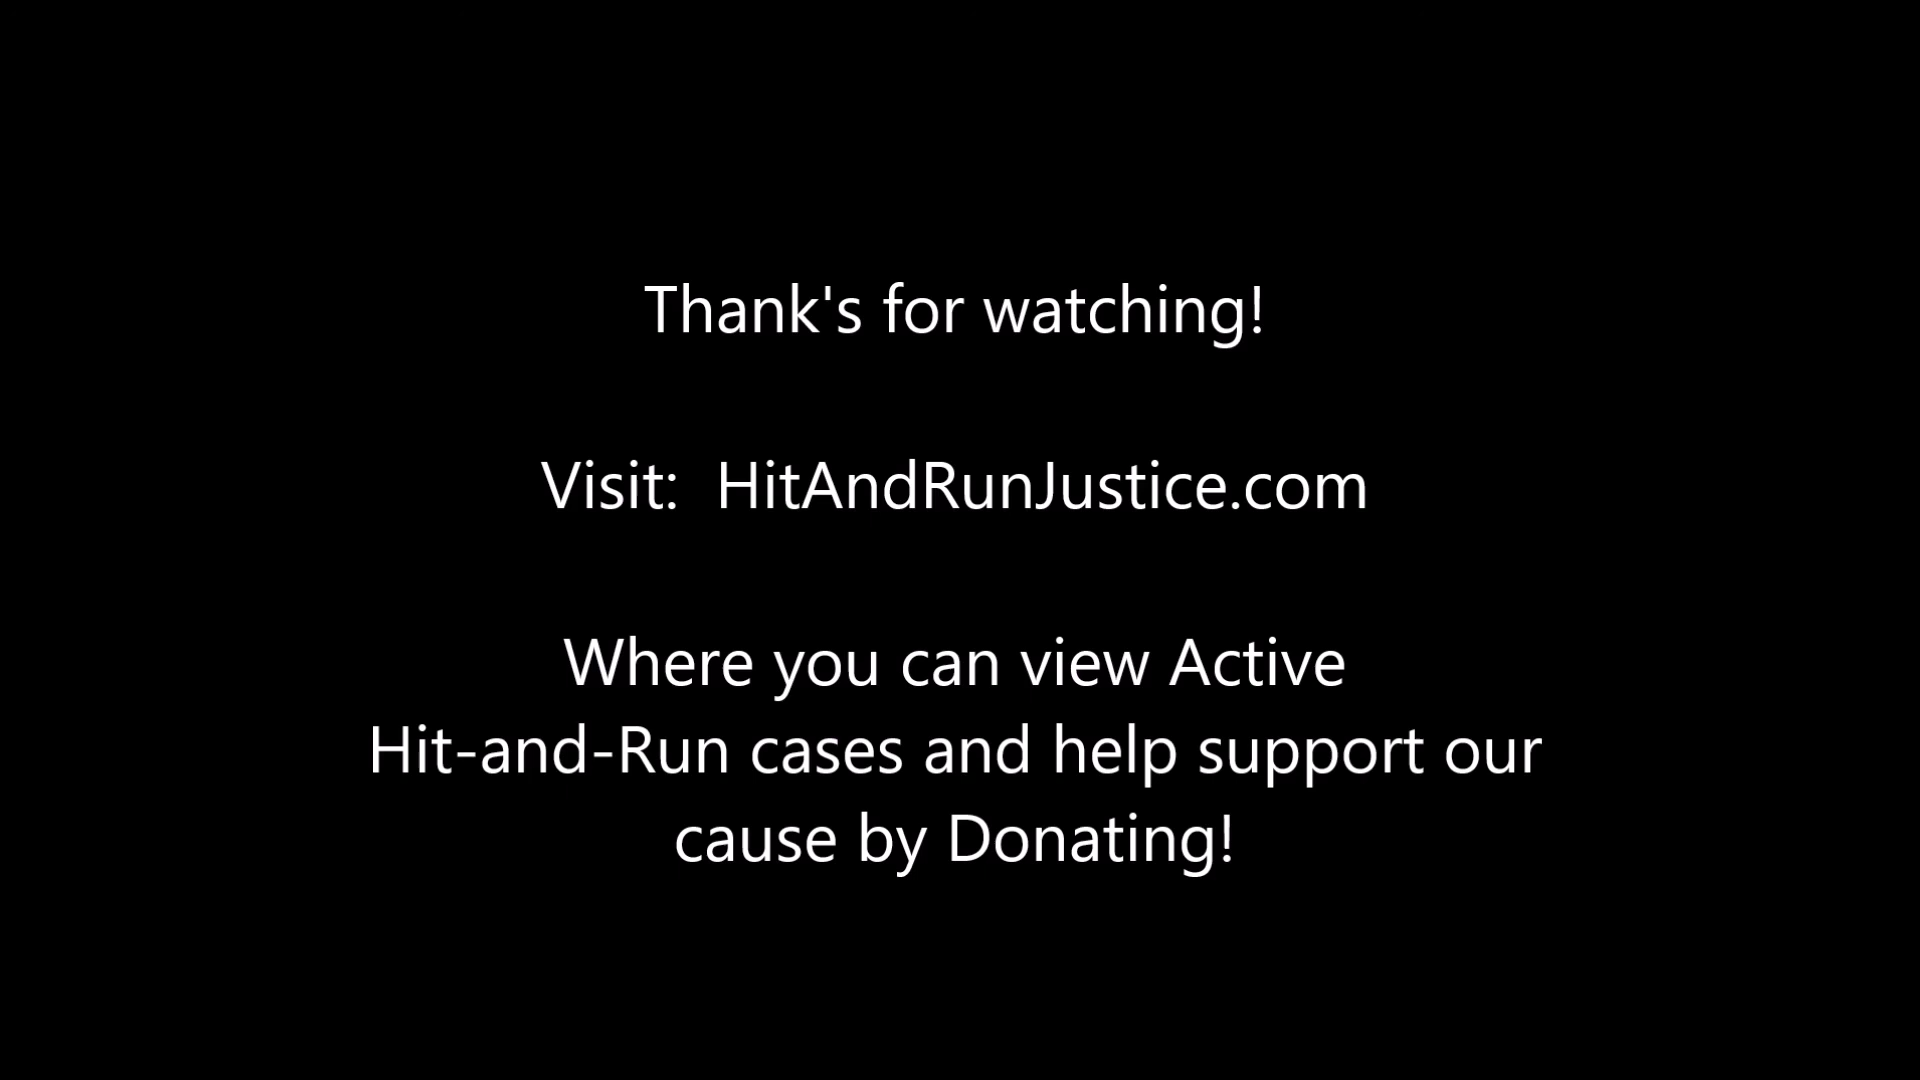 Thank's for watching!
Visit:  HitAndRunJustice.com
Where you can view Active
Hit-and-Run cases and help support our
cause by Donating!